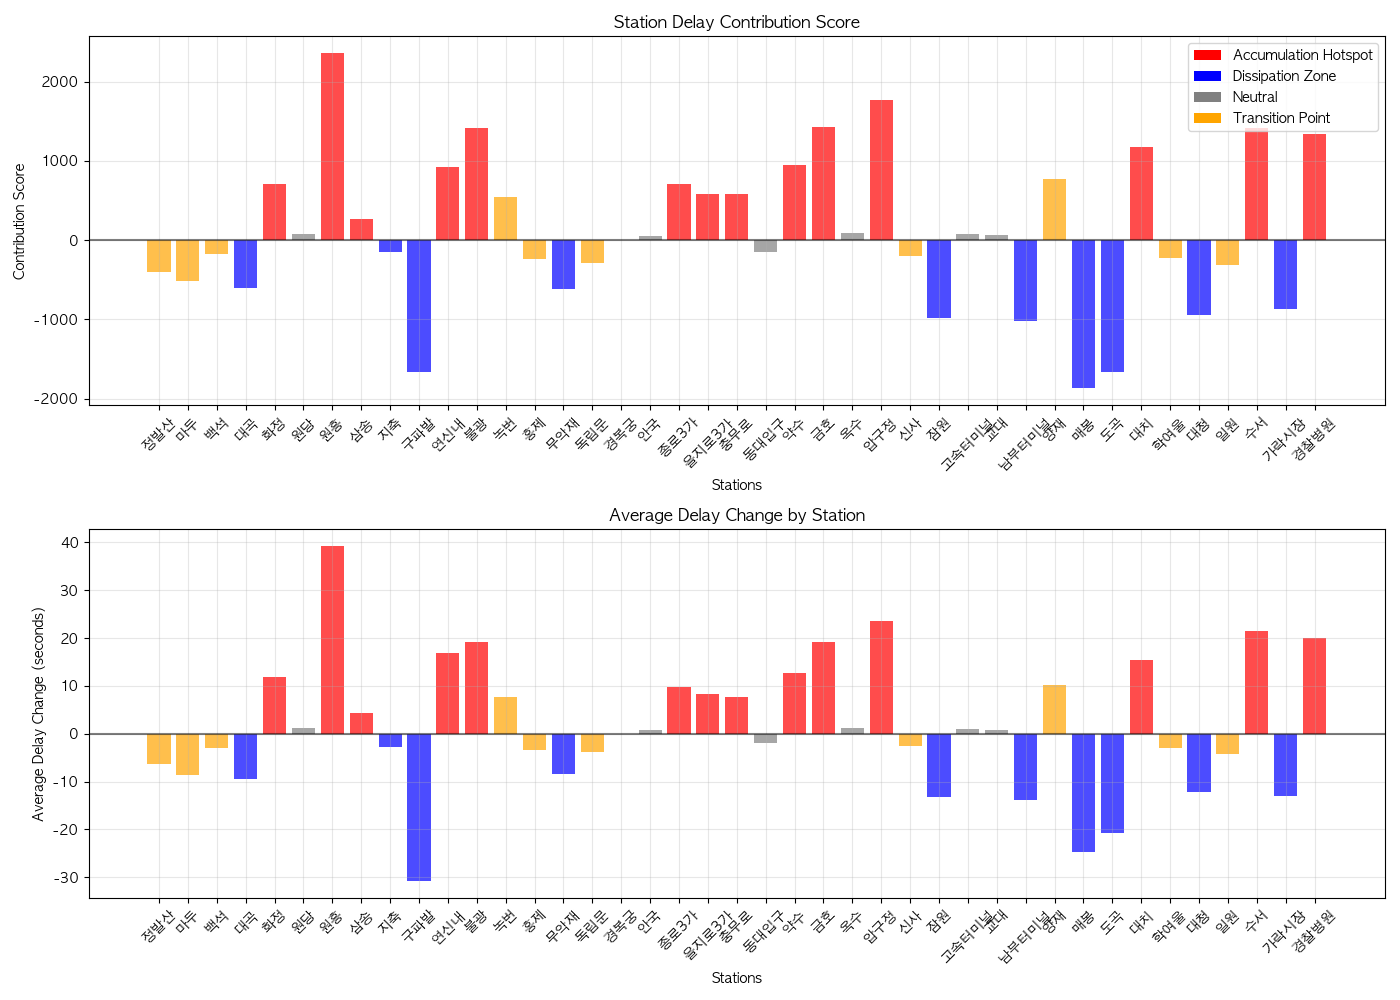 Station Delay Contribution Score
Accumulation Hotspot
Dissipation Zone
Neutral
Transition Point
Contribution Score
2000
1000
0
-1000
-2000
정발산
마두
백석
대곡
화정
원당
원흥
삼송
지축
구파발
연신내
불광
녹번
홍제
무악재
독립문
경복궁
안국
종로3가
을지로3가
충무로
동대입구
약수
금호
옥수
압구정
신사
잠원
고속터미널
교대
남부터미널
양재
매봉
도곡
대치
학여울
대청
일원
수서
가락시장
경찰병원
Stations
Average Delay Change by Station
Average Delay Change (seconds)
40
30
20
10
0
-10
-20
-30
정발산
마두
백석
대곡
화정
원당
원흥
삼송
지축
구파발
연신내
불광
녹번
홍제
무악재
독립문
경복궁
안국
종로3가
을지로3가
충무로
동대입구
약수
금호
옥수
압구정
신사
잠원
고속터미널
교대
남부터미널
양재
매봉
도곡
대치
학여울
대청
일원
수서
가락시장
경찰병원
Stations